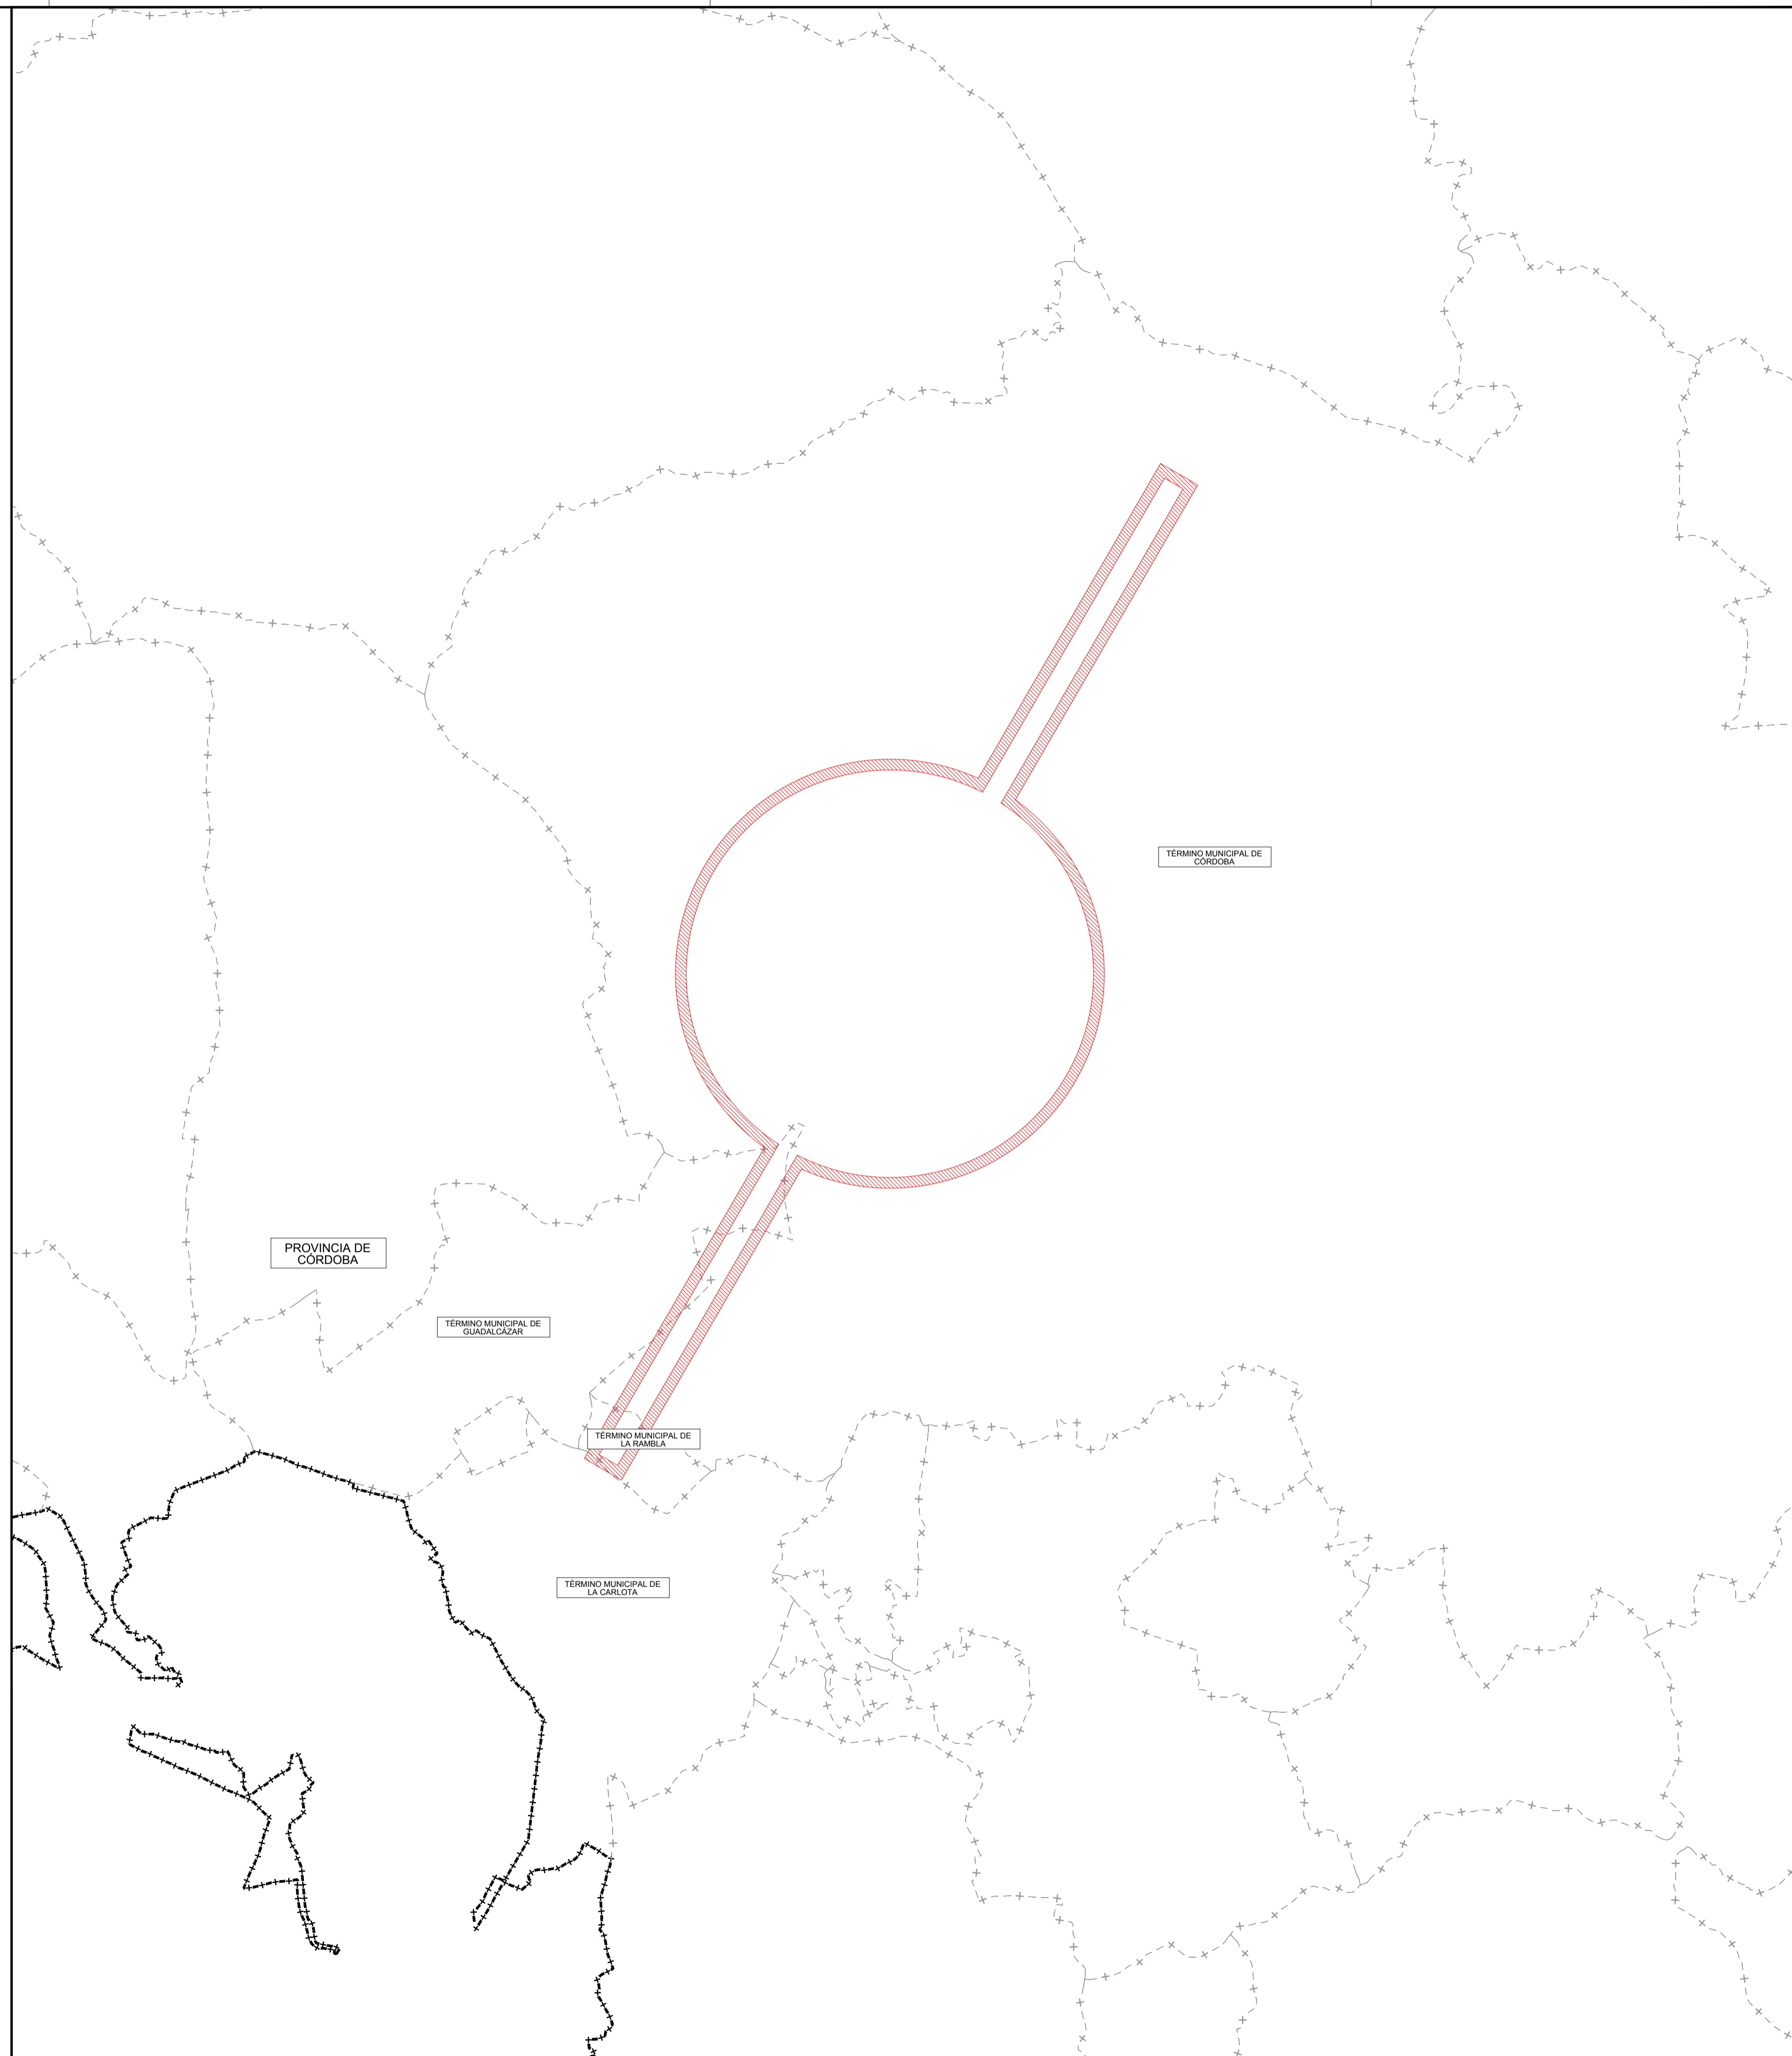 TÉRMINO MUNICIPAL DE
CÓRDOBA
PROVINCIA DE
CÓRDOBA
TÉRMINO MUNICIPAL DE
GUADALCÁZAR
TÉRMINO MUNICIPAL DE
LA RAMBLA
TÉRMINO MUNICIPAL DE
LA CARLOTA